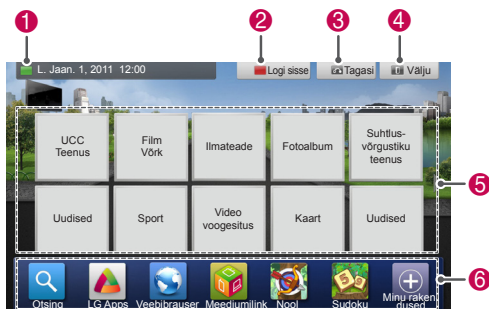 1
2
3
4
L. Jaan. 1, 2011 12:00
Logi sisse
Tagasi
Välju
UCC
Teenus
Film
Võrk
Ilmateade
Fotoalbum
Suhtlus-
võrgustiku
teenus
5
Uudised
Sport
Video
voogesitus
Kaart
Uudised
6
Otsing
LG Apps
Veebibrauser
Meediumilink
Nool
5 9
Sudoku
Minu raken
dused